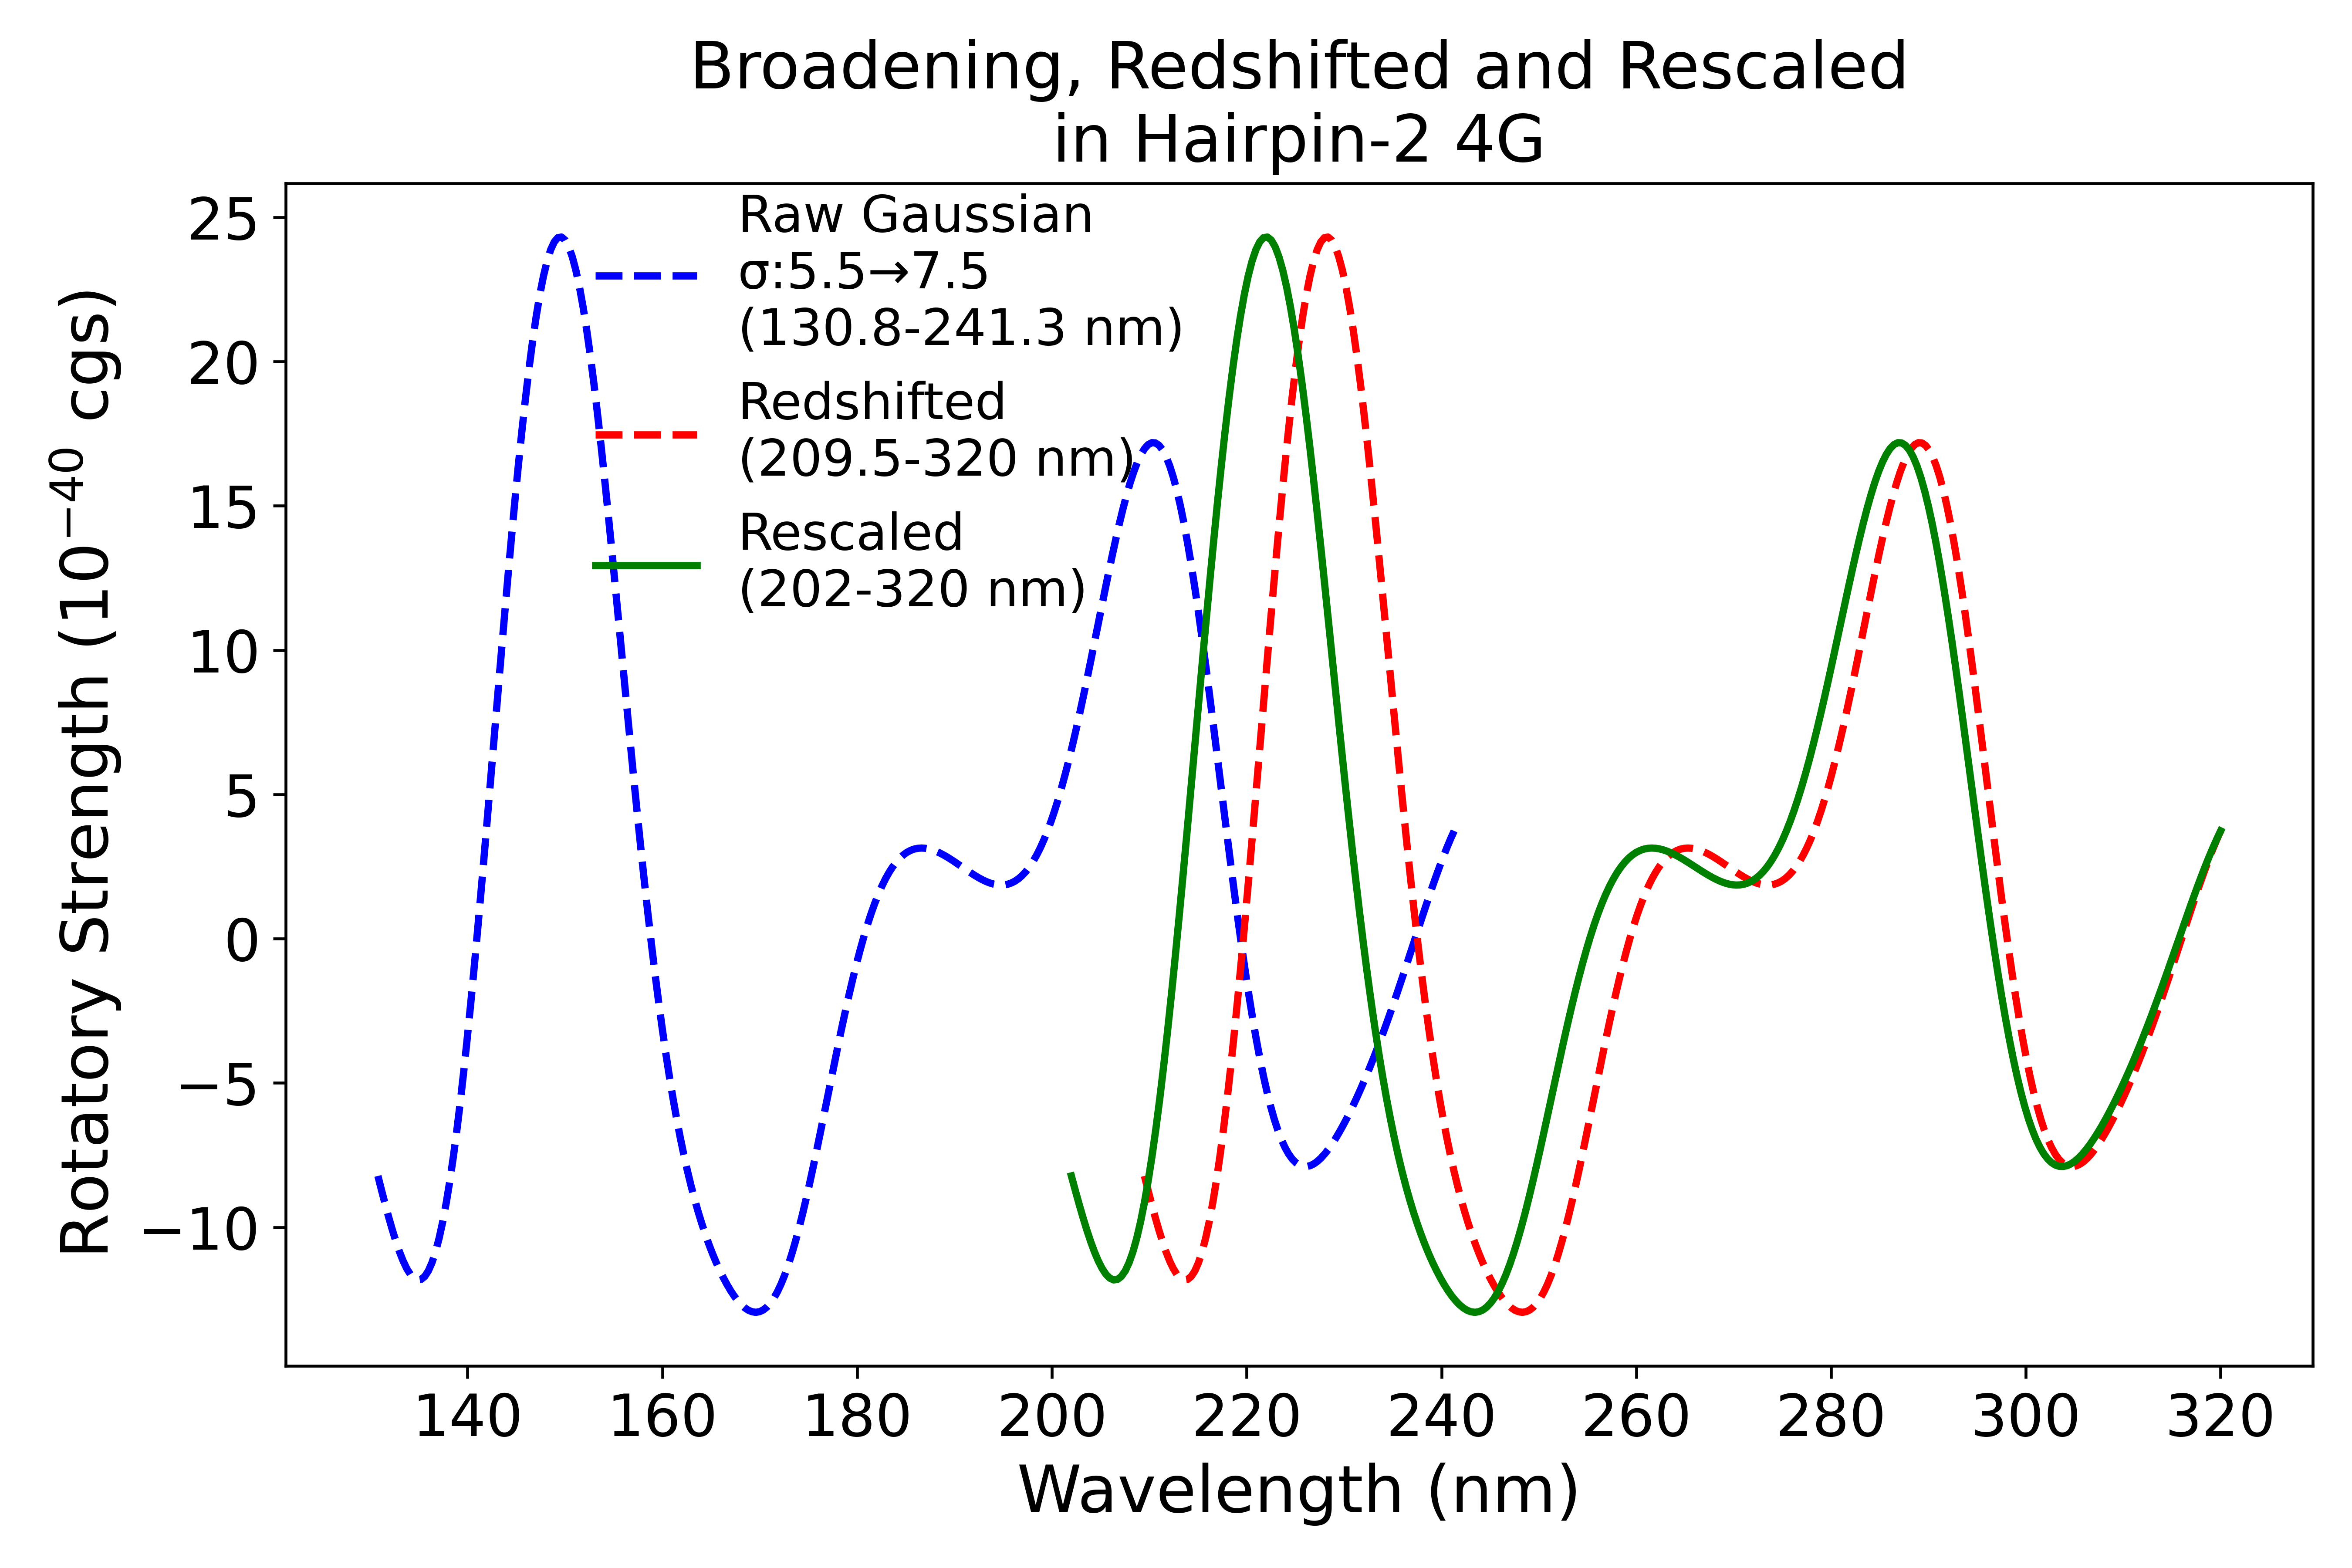 Broadening, Redshifted and Rescaled
in Hairpin-2 4G
Rotatory Strength (10⁻⁴⁰ cgs)
25
20
15
10
5
0
−5
−10
Raw Gaussian
σ:5.5→7.5
(130.8-241.3 nm)
Redshifted
(209.5-320 nm)
Rescaled
(202-320 nm)
140 160 180 200 220 240 260 280 300 320
Wavelength (nm)